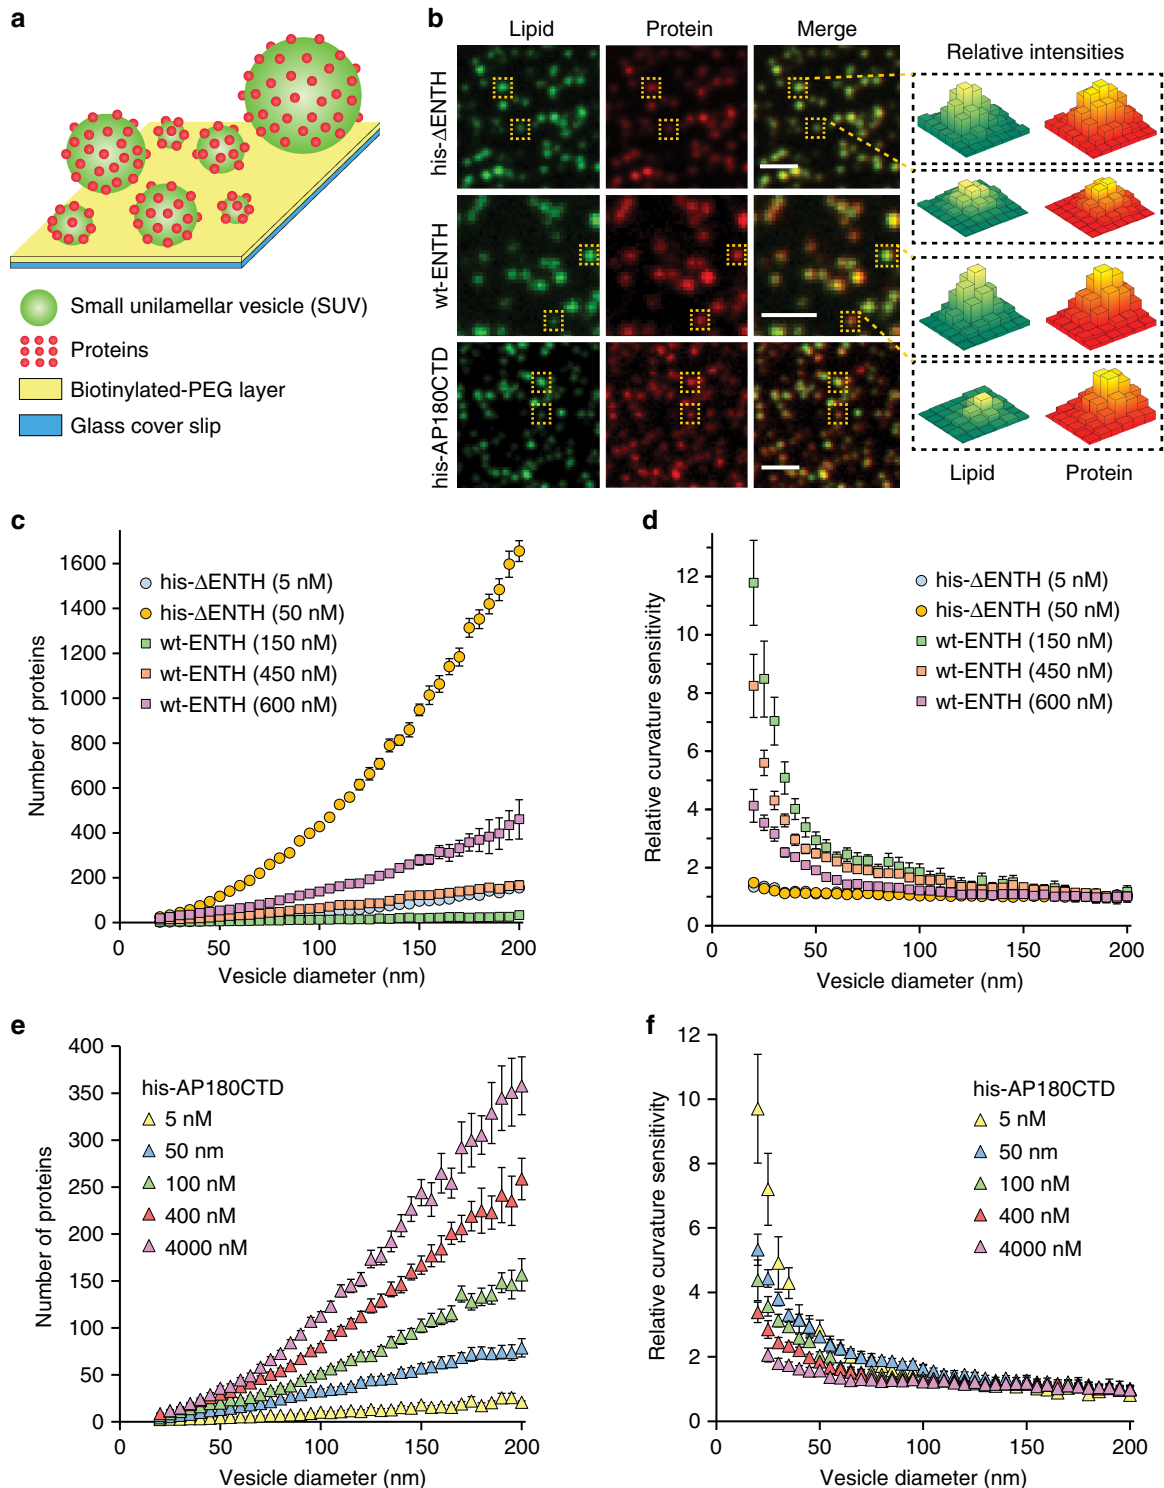 a
Small unilamellar vesicle (SUV)
Proteins
Biotinylated-PEG layer
Glass cover slip
b
Lipid
Protein
Merge
Relative intensities
his-ΔENTH
wt-ENTH
his-AP180CTD
Lipid
Protein
c
Number of proteins
1600
1400
1200
1000
800
600
400
200
0
his-ΔENTH (5 nM)
his-ΔENTH (50 nM)
wt-ENTH (150 nM)
wt-ENTH (450 nM)
wt-ENTH (600 nM)
0
50
100
150
200
Vesicle diameter (nm)
d
Relative curvature sensitivity
12
10
8
6
4
2
0
his-ΔENTH (5 nM)
his-ΔENTH (50 nM)
wt-ENTH (150 nM)
wt-ENTH (450 nM)
wt-ENTH (600 nM)
0
50
100
150
200
Vesicle diameter (nm)
e
Number of proteins
400
350
300
250
200
150
100
50
0
his-AP180CTD
5 nM
50 nm
100 nM
400 nM
4000 nM
0
50
100
150
200
Vesicle diameter (nm)
f
Relative curvature sensitivity
12
10
8
6
4
2
0
his-AP180CTD
5 nM
50 nM
100 nM
400 nM
4000 nM
0
50
100
150
200
Vesicle diameter (nm)